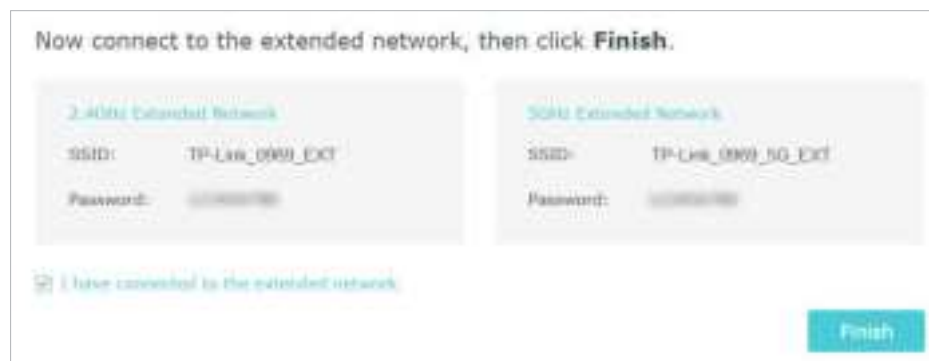 Now connect to the extended network, then click Finish.
2.4GHz Extended Network
SSID: TP-Link_0969_EXT
Password:
5GHz Extended Network
SSID: TP-Link_0969_5G_EXT
Password:
I have connected to the extended network.
Finish